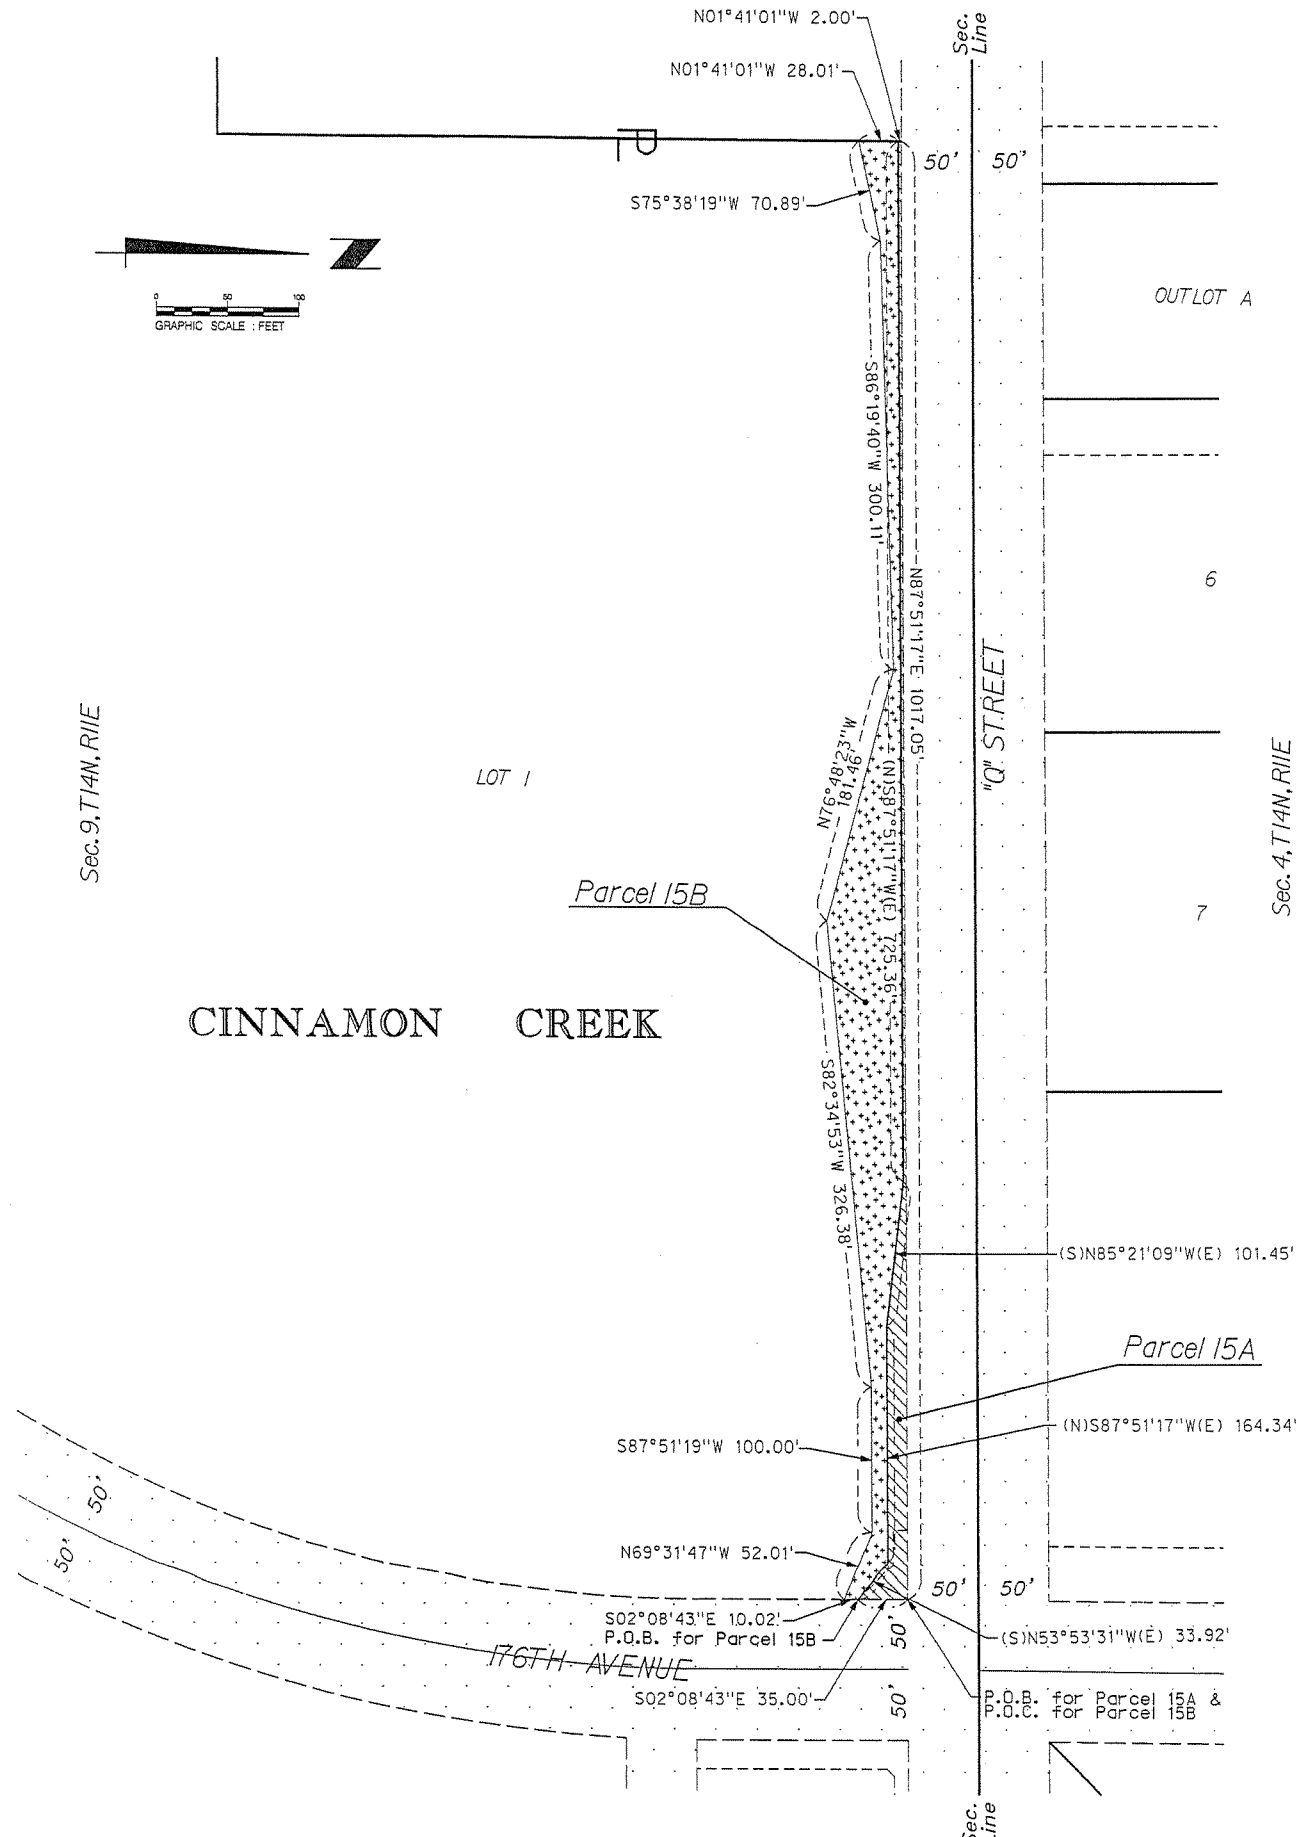 N01°41'01"W 2.00'
Sec.
Line
N01°41'01"W 28.01'
PL
50'
50'
S75°38'19"W 70.89'
N
0 50 100
GRAPHIC SCALE : FEET
OUTLOT A
S86°19'40"W 300.11'
N87°51'17"E 1017.05'
6
"Q" STREET
Sec. 9, T14N, R11E
LOT 1
N76°48'23"W
181.46'
(N)S87°51'17"W(E) 725.36'
Sec. 4, T14N, R11E
Parcel 15B
7
CINNAMON CREEK
S82°34'53"W 326.38'
(S)N85°21'09"W(E) 101.45'
Parcel 15A
(N)S87°51'17"W(E) 164.34'
S87°51'19"W 100.00'
50'
50'
N69°31'47"W 52.01'
50'
50'
S02°08'43"E 10.02'
P.O.B. for Parcel 15B
50'
(S)N53°53'31"W(E) 33.92'
176TH AVENUE
S02°08'43"E 35.00'
50'
P.O.B. for Parcel 15A &
P.O.C. for Parcel 15B
Sec.
Line